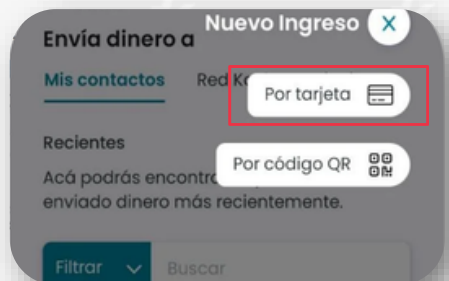 Nuevo Ingreso
Envía dinero a
Mis contactos Red
Por tarjeta
Recientes
Por código QR
Acá podrás
enviado dinero más recientemente.
Filtrar Buscar